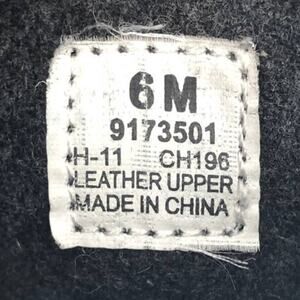 6 M
9173501
H-11 CH196
LEATHER UPPER
MADE IN CHINA